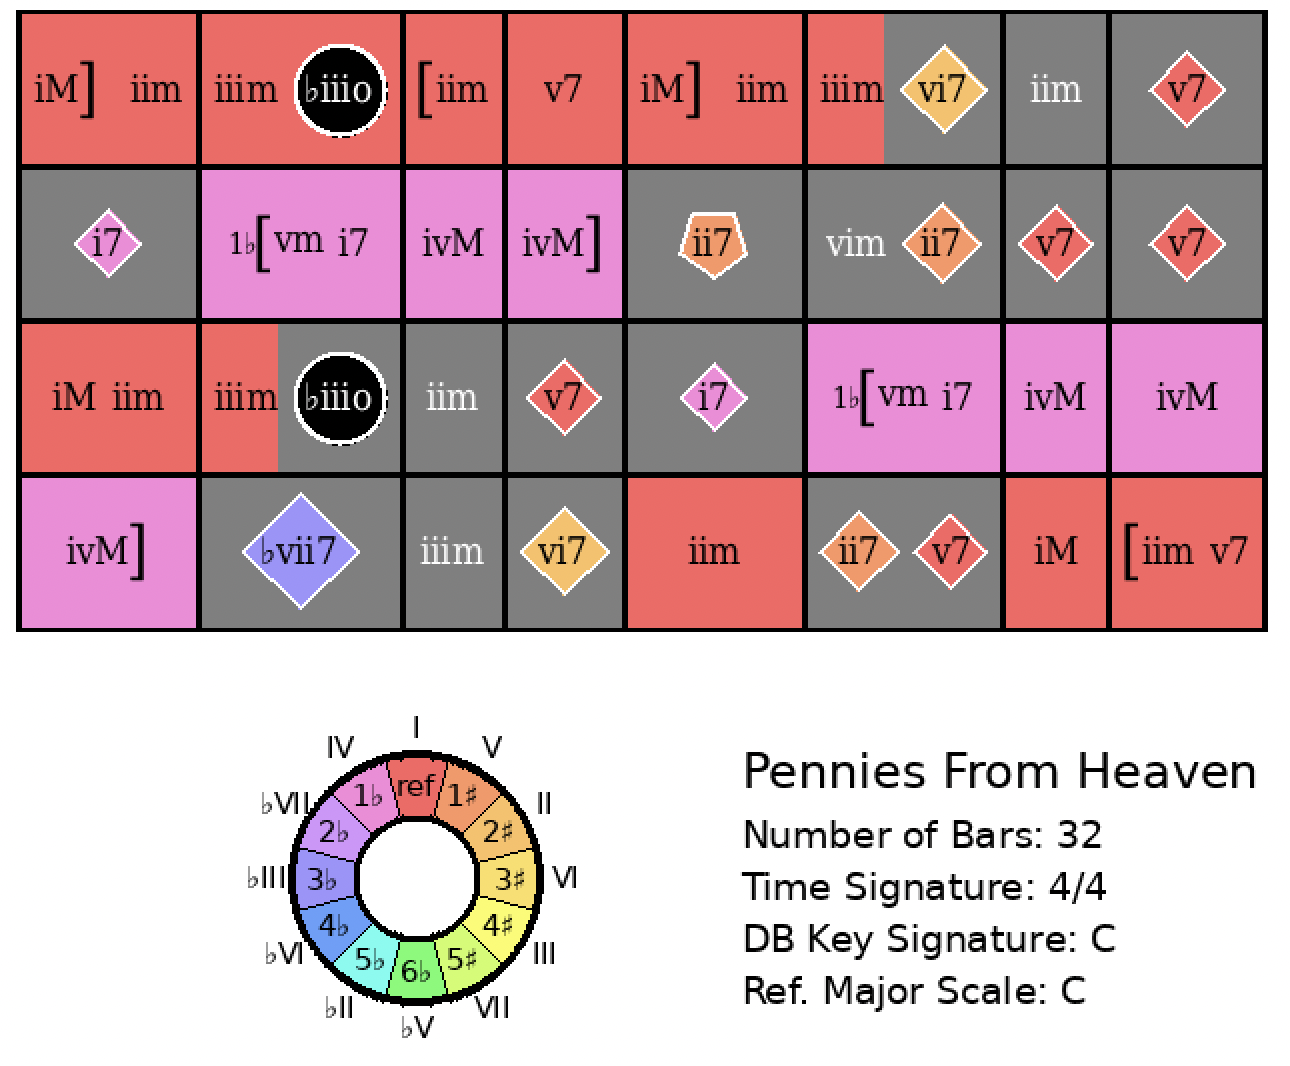 iM] iim iiim ♭iiio [iim v7 iM] iim iiim vi7 iim v7
i7 1♭[vm i7 ivM ivM] ii7 vim ii7 v7 v7
iM iim iiim ♭iiio iim v7 i7 1♭[vm i7 ivM ivM
ivM] ♭vii7 iiim vi7 iim ii7 v7 iM [iim v7
I
IV V
♭VII II
♭III VI
♭VI III
♭II VII
♭V
ref
1♭ 1♯
2♭ 2♯
3♭ 3♯
4♭ 4♯
5♭ 5♯
6♭
Pennies From Heaven
Number of Bars: 32
Time Signature: 4/4
DB Key Signature: C
Ref. Major Scale: C